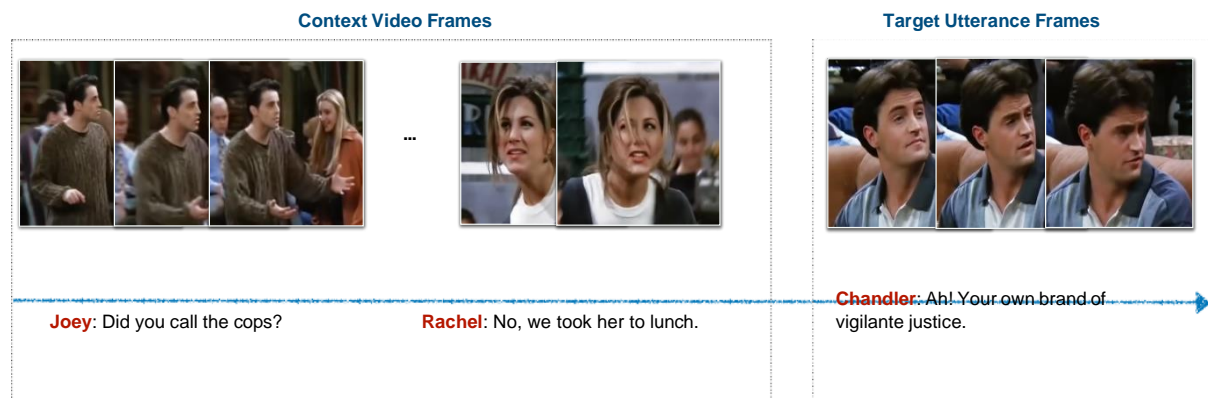 Context Video Frames
Target Utterance Frames
...
Joey: Did you call the cops?
Rachel: No, we took her to lunch.
Chandler: Ah! Your own brand of
vigilante justice.